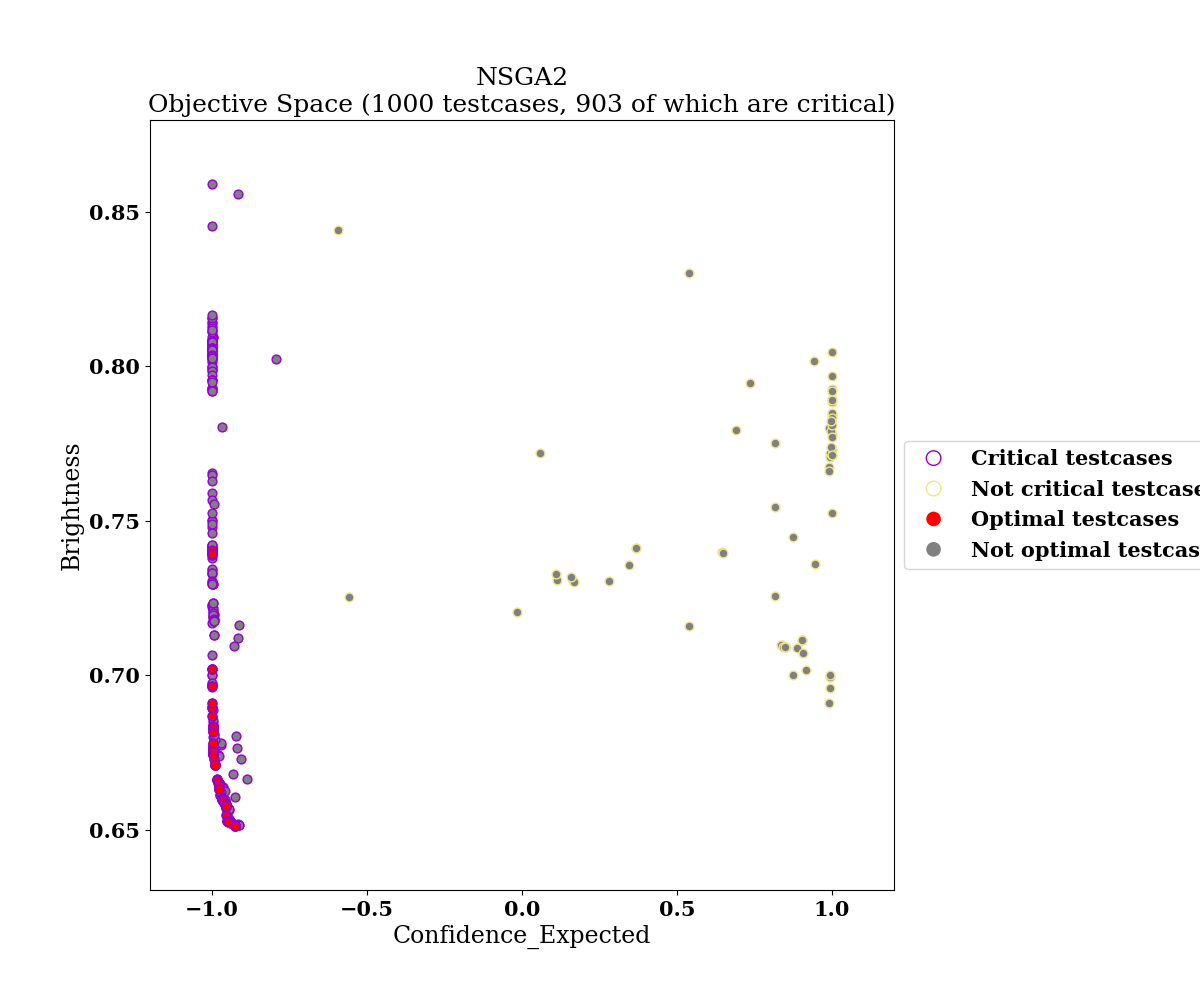 NSGA2
Objective Space (1000 testcases, 903 of which are critical)
0.85
0.80
0.75
0.70
0.65
Brightness
−1.0
−0.5
0.0
0.5
1.0
Confidence_Expected
Critical testcases
Not critical testcase
Optimal testcases
Not optimal testcas